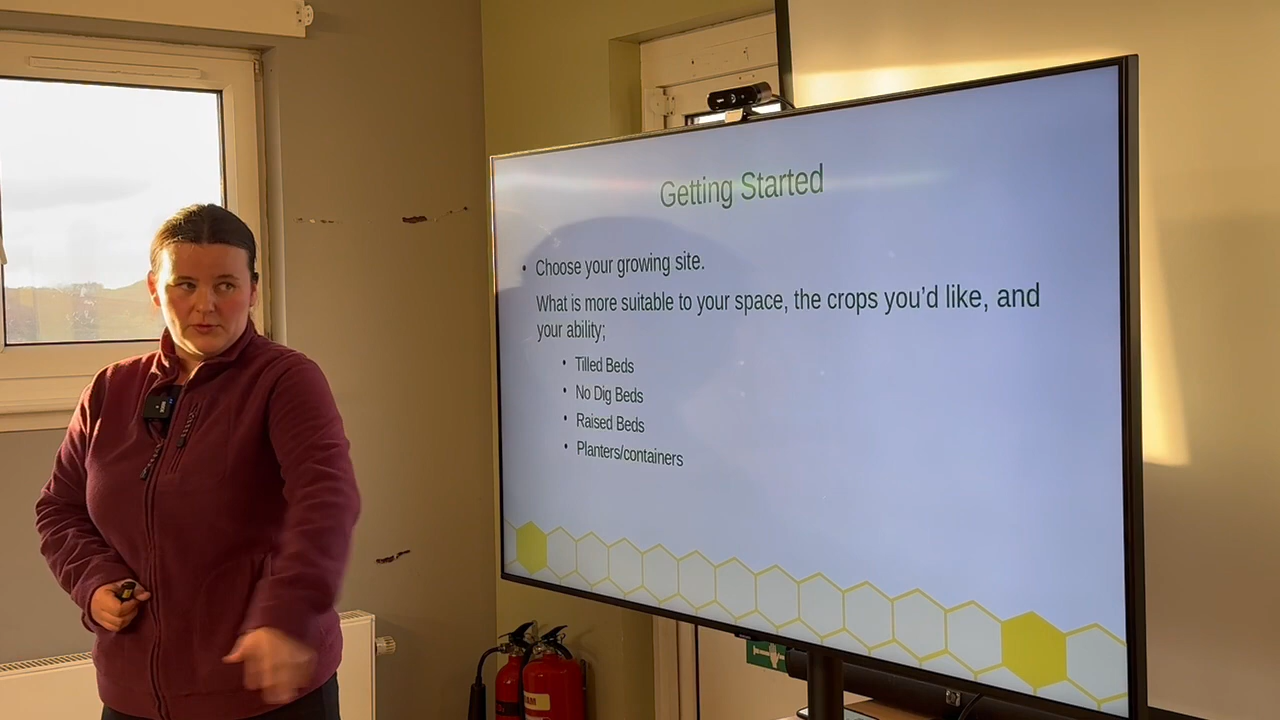 Getting Started
• Choose your growing site.
What is more suitable to your space, the crops you'd like, and
your ability;
• Tilled Beds
• No Dig Beds
• Raised Beds
• Planters/containers